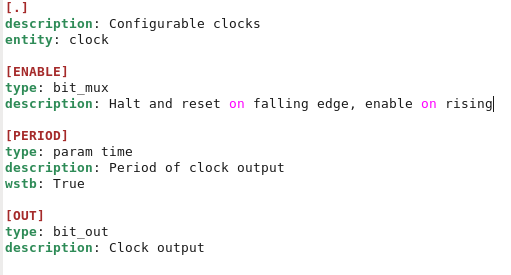 [.]
description: Configurable clocks
entity: clock

[ENABLE]
type: bit_mux
description: Halt and reset on falling edge, enable on rising

[PERIOD]
type: param time
description: Period of clock output
wstb: True

[OUT]
type: bit_out
description: Clock output